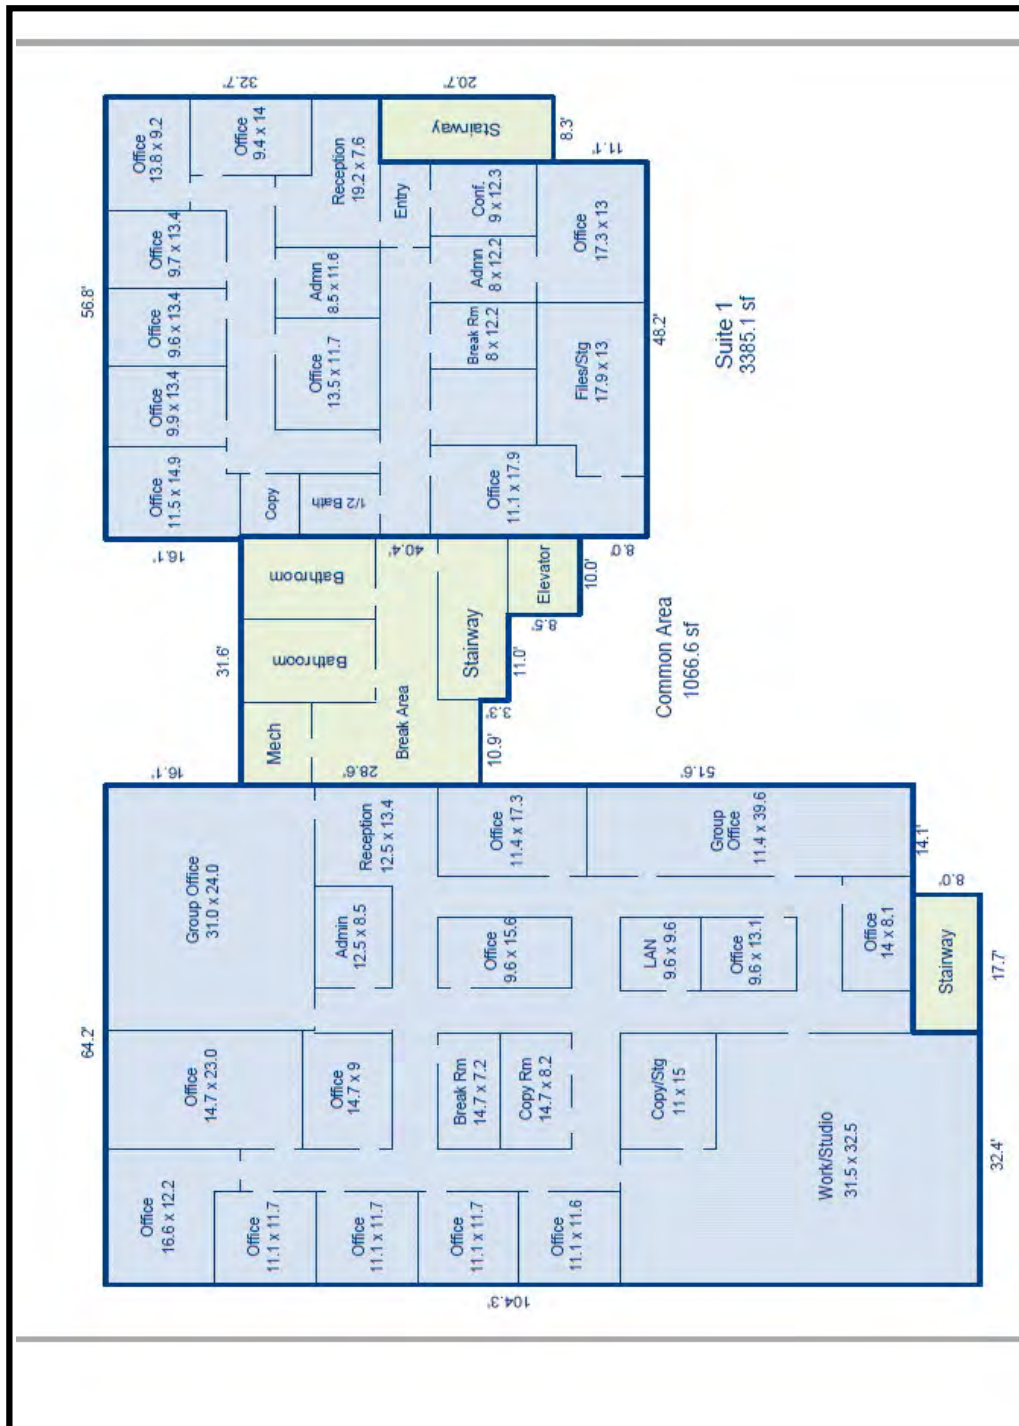 64.2'
56.8'
Office
16.6 x 12.2
Office
14.7 x 23.0
Group Office
31.0 x 24.0
16.1'
31.6'
16.1'
Office
11.5 x 14.9
Office
9.9 x 13.4
Office
9.6 x 13.4
Office
9.7 x 13.4
Office
13.8 x 9.2
32.7'
Office
9.4 x 14
Office
11.1 x 11.7
Office
11.1 x 11.7
Office
11.1 x 11.7
Office
11.1 x 11.6
Office
14.7 x 9
Admin
12.5 x 8.5
Reception
12.5 x 13.4
28.6'
Mech
Bathroom
Bathroom
Break Area
40.4'
Copy
1/2 Bath
Office
13.5 x 11.7
Admn
8.5 x 11.6
Reception
19.2 x 7.6
Entry
Stairway
20.7'
8.3'
11.1'
Break Rm
14.7 x 7.2
Copy Rm
14.7 x 8.2
Office
9.6 x 15.6
Office
11.4 x 17.3
10.9'
3.3'
11.0'
8.5'
Stairway
Elevator
10.0'
8.0'
Office
11.1 x 17.9
Break Rm
8 x 12.2
Admn
8 x 12.2
Conf.
9 x 12.3
Files/Stg
17.9 x 13
Office
17.3 x 13
48.2'
104.3'
Copy/Stg
11 x 15
LAN
9.6 x 9.6
Office
9.6 x 13.1
Group
Office
11.4 x 39.6
51.6'
Common Area
1066.6 sf
Suite 1
3385.1 sf
Work/Studio
31.5 x 32.5
Office
14 x 8.1
14.1'
8.0'
Stairway
17.7'
32.4'